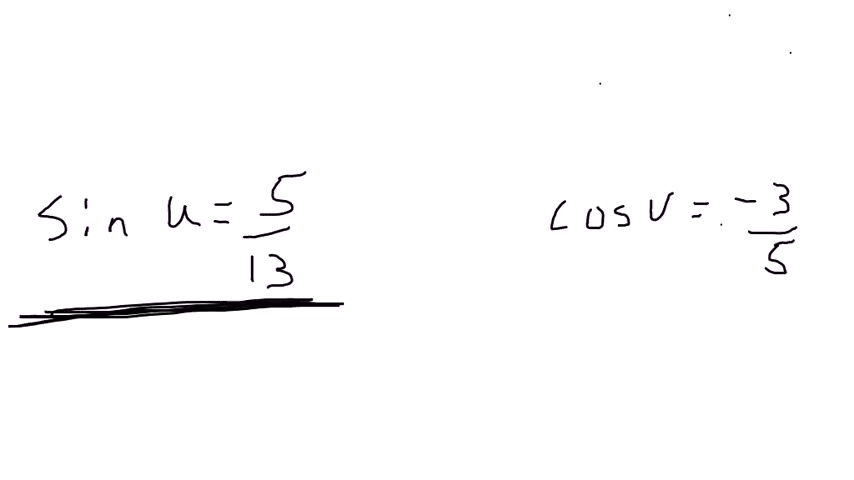 sin u = 5/13
cos v = -3/5